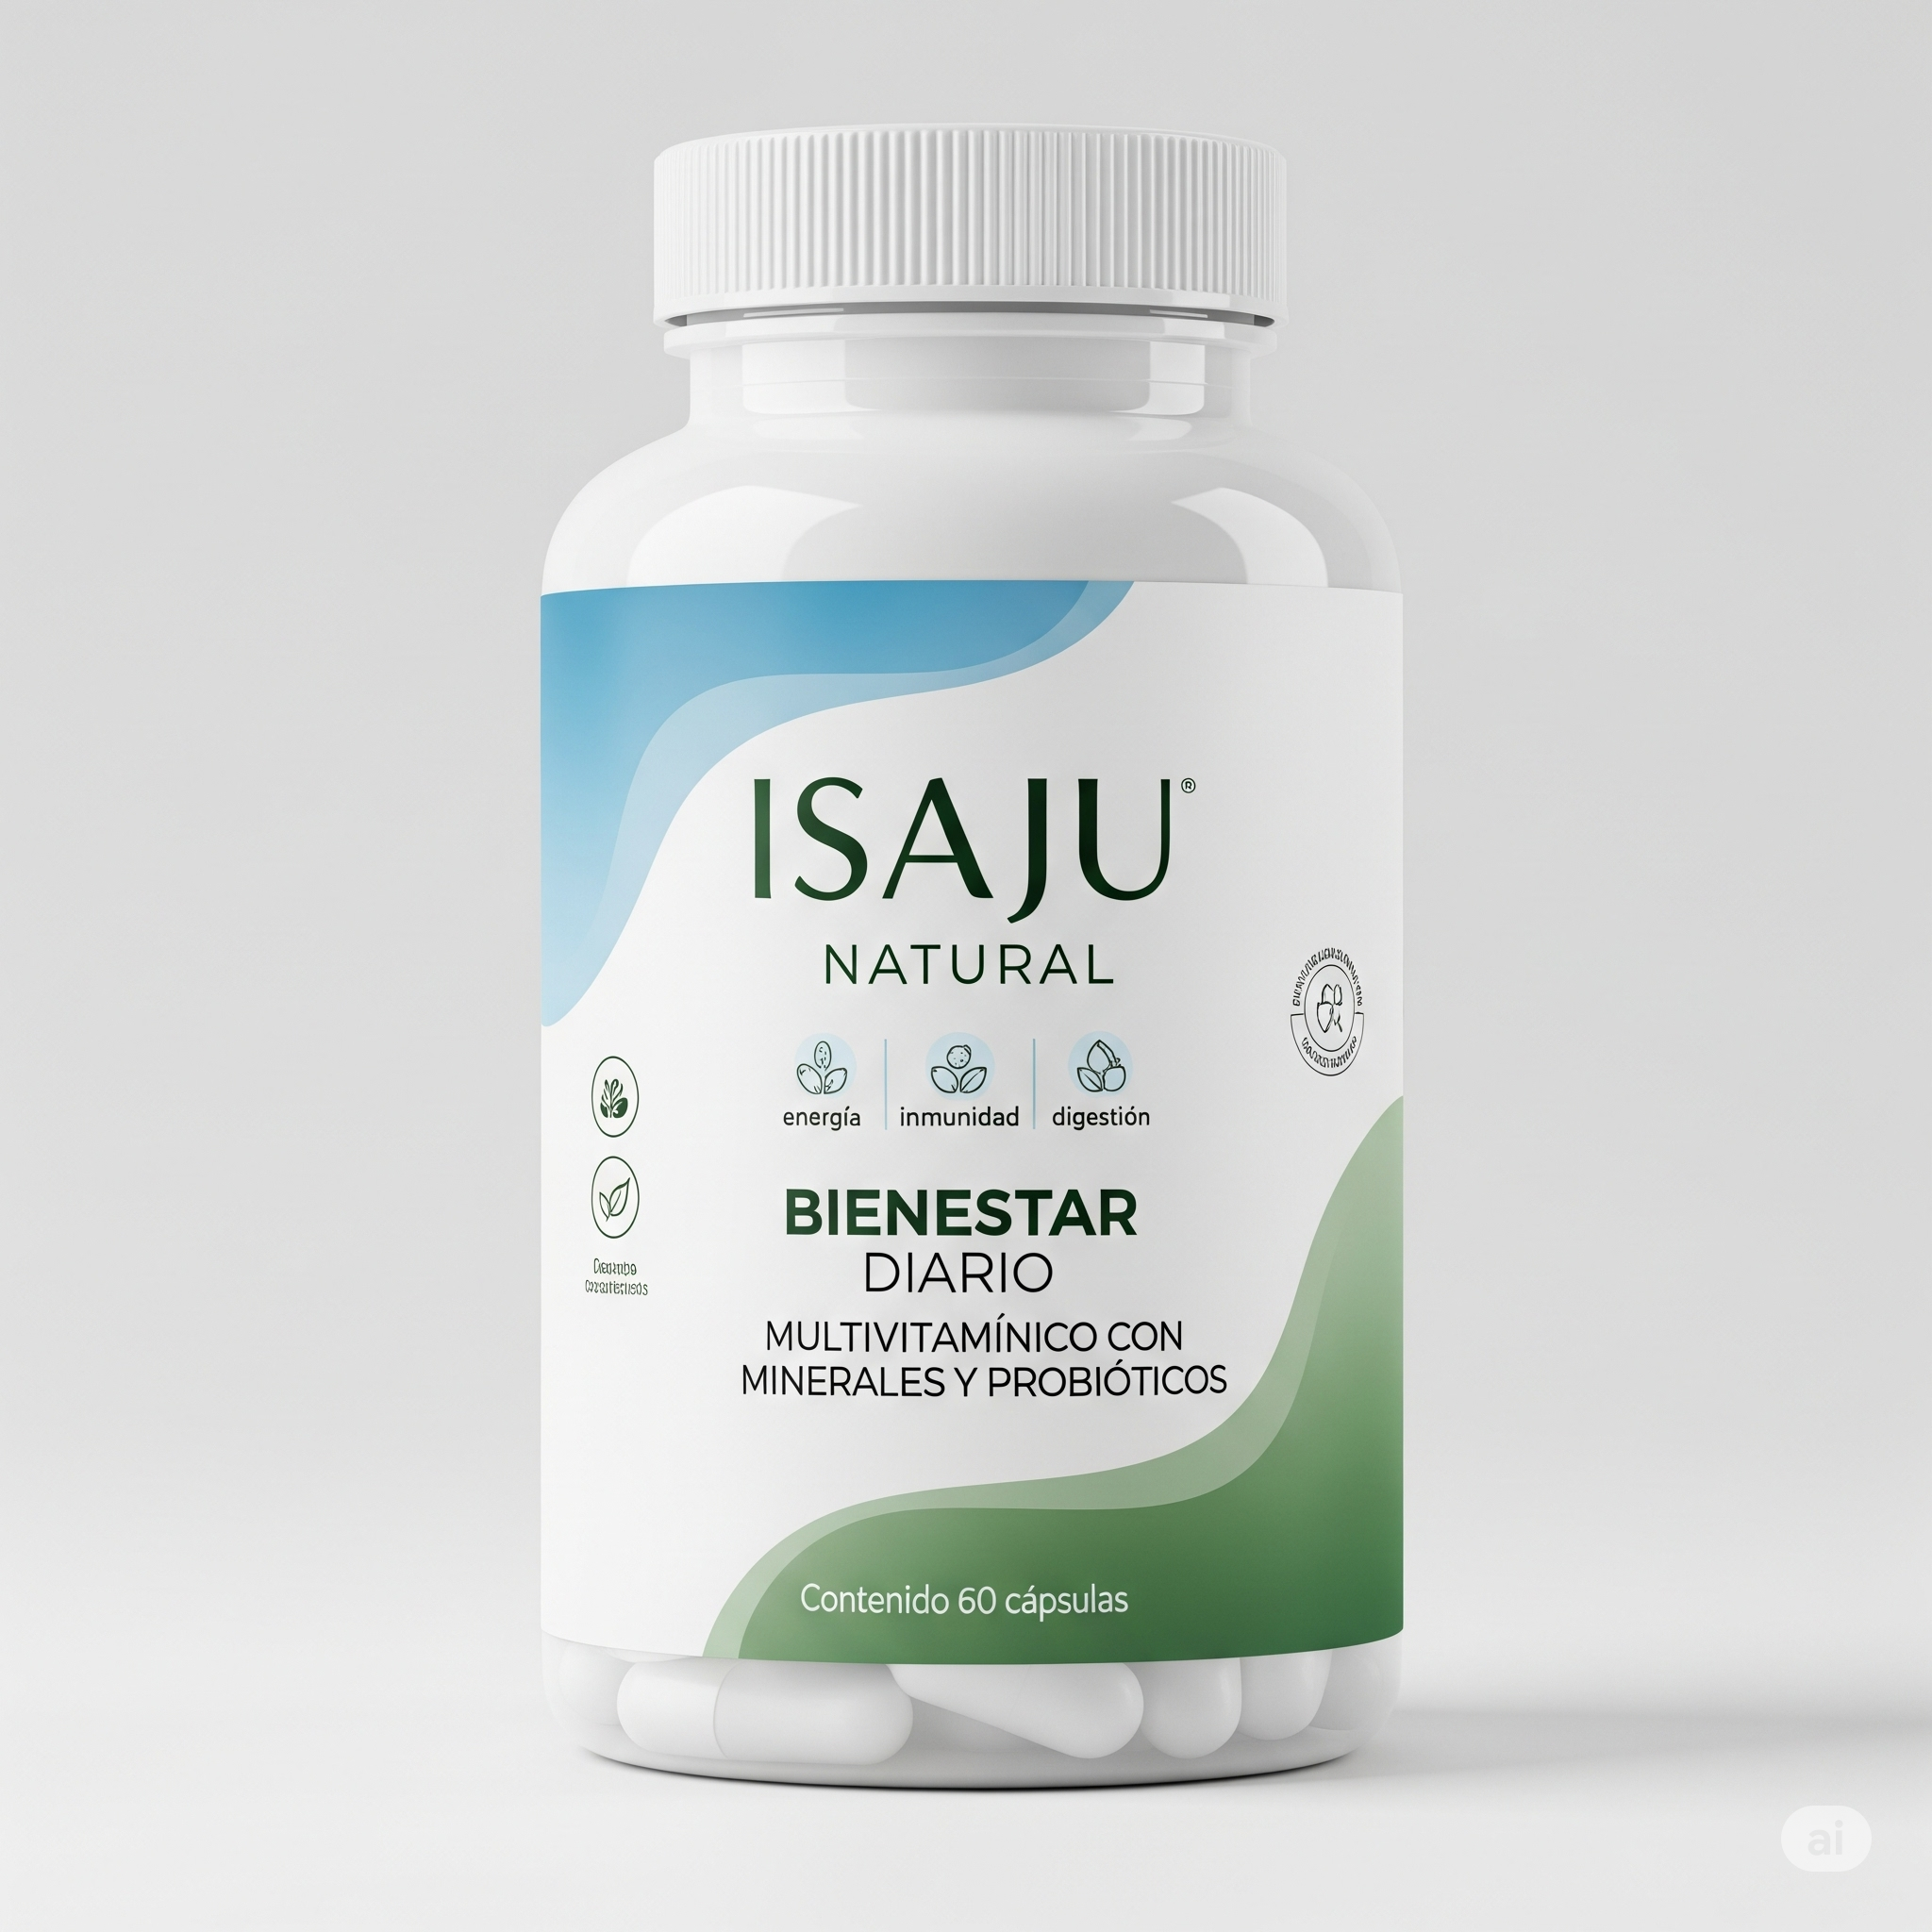 ISAJU®
NATURAL
energía
inmunidad
digestión
BIENESTAR
DIARIO
MULTIVITAMÍNICO CON
MINERALES Y PROBIÓTICOS
Contenido 60 cápsulas
ai